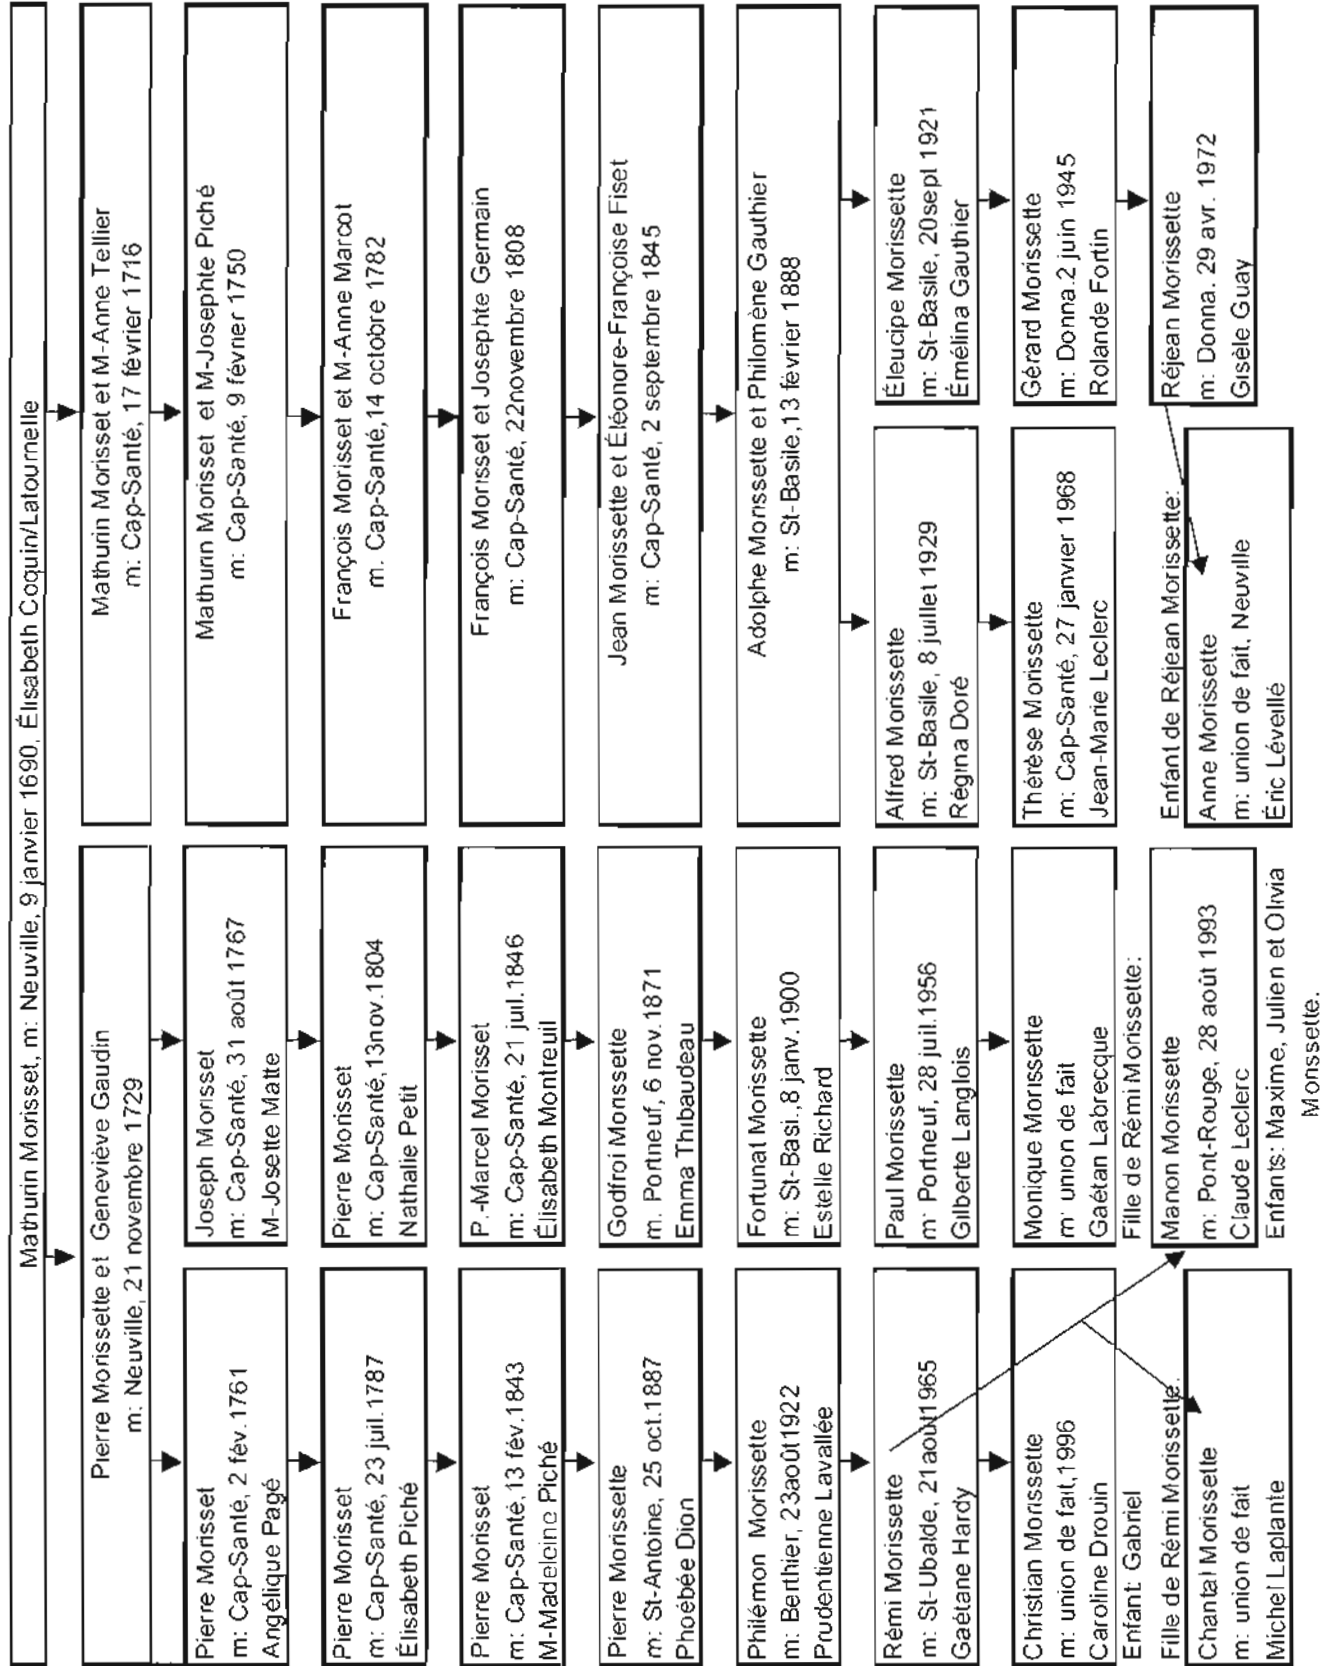 Mathurin Morisset, m: Neuville, 9 janvier 1690, Élisabeth Coquin/Latournelle
Pierre Morissette et Geneviève Gaudin
m: Neuville, 21 novembre 1729
Mathurin Morisset et M-Anne Tellier
m: Cap-Santé, 17 février 1716
Pierre Morisset
m: Cap-Santé, 2 fév.1761
Angélique Pagé
Joseph Morisset
m: Cap-Santé, 31 août 1767
M-Josette Matte
Mathurin Morisset et M-Josephte Piché
m: Cap-Santé, 9 février 1750
Pierre Morisset
m: Cap-Santé, 23 juil.1787
Élisabeth Piché
Pierre Morisset
m: Cap-Santé,13nov.1804
Nathalie Petit
François Morisset et M-Anne Marcot
m. Cap-Santé,14 octobre 1782
Pierre Morisset
m: Cap-Santé,13 fév.1843
M-Madeleine Piché
P.-Marcel Morisset
m: Cap-Santé, 21 juil.1846
Élisabeth Montreuil
François Morisset et Josephte Germain
m: Cap-Santé, 22novembre 1808
Pierre Morissette
m: St-Antoine, 25 oct.1887
Phoébée Dion
Godfroi Morissette
m. Portneuf, 6 nov.1871
Emma Thibaudeau
Jean Morissette et Éléonore-Françoise Fiset
m: Cap-Santé, 2 septembre 1845
Philémon Morissette
m: Berthier, 23août1922
Prudentienne Lavallée
Fortunat Morissette
m: St-Basi.,8 janv.1900
Estelle Richard
Adolphe Morissette et Philomène Gauthier
m: St-Basile,13 février 1888
Rémi Morissette
m: St-Ubalde, 21août1965
Gaétane Hardy
Paul Morissette
m: Portneuf, 28 juil.1956
Gilberte Langlois
Alfred Morissette
m: St-Basile, 8 juillet 1929
Régina Doré
Éleucipe Morissette
m: St-Basile, 20sept 1921
Émélina Gauthier
Christian Morissette
m: union de fait,1996
Caroline Drouin
Enfant: Gabriel
Monique Morissette
m: union de fait
Gaétan Labrecque
Thérèse Morissette
m: Cap-Santé, 27 janvier 1968
Jean-Marie Leclerc
Gérard Morissette
m: Donna.2 juin 1945
Rolande Fortin
Fille de Rémi Morissette:
Chantal Morissette
m: union de fait
Michel Laplante
Fille de Rémi Morissette:
Manon Morissette
m: Pont-Rouge, 28 août 1993
Claude Leclerc
Enfants: Maxime, Julien et Olivia
Morissette.
Enfant de Réjean Morissette:
Anne Morissette
m: union de fait, Neuville
Éric Léveillé
Réjean Morissette
m: Donna. 29 avr. 1972
Gisèle Guay